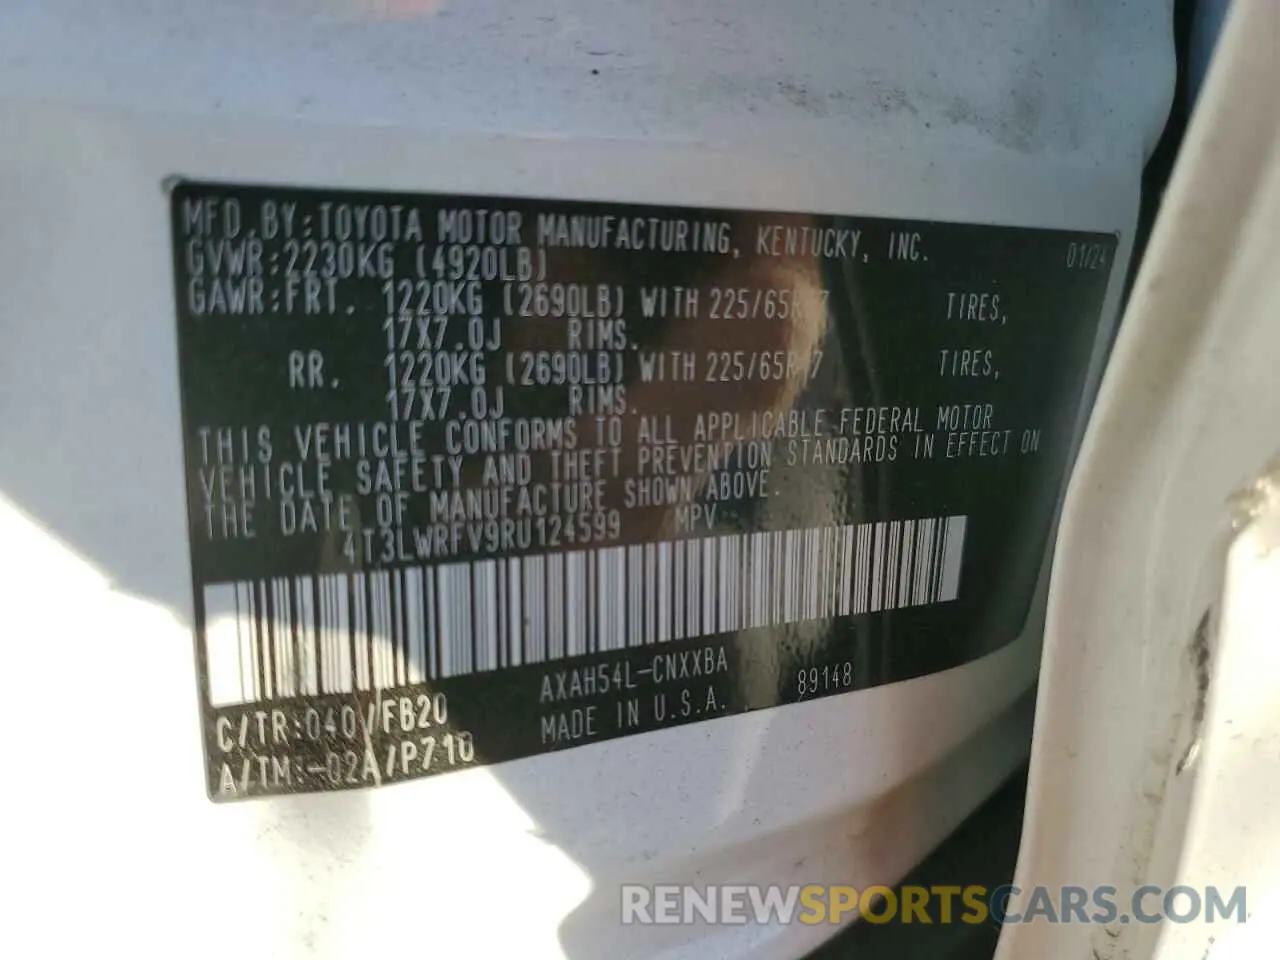 MFD.BY:TOYOTA MOTOR MANUFACTURING, KENTUCKY, INC. 01/24
GVWR:2230KG (4920LB)
GAWR:FRT. 1220KG (2690LB) WITH 225/65R17 TIRES,
17X7.0J RIMS.
RR. 1220KG (2690LB) WITH 225/65R17 TIRES,
17X7.0J RIMS.
THIS VEHICLE CONFORMS TO ALL APPLICABLE FEDERAL MOTOR
VEHICLE SAFETY AND THEFT PREVENTION STANDARDS IN EFFECT ON
THE DATE OF MANUFACTURE SHOWN ABOVE.
4T3LWRFV9RU124599 MPV
AXAH54L-CNXXBA 89148
C/TR:040 /FB20 MADE IN U.S.A.
A/TM:-02A/P710
RENEWSPORTSCARS.COM